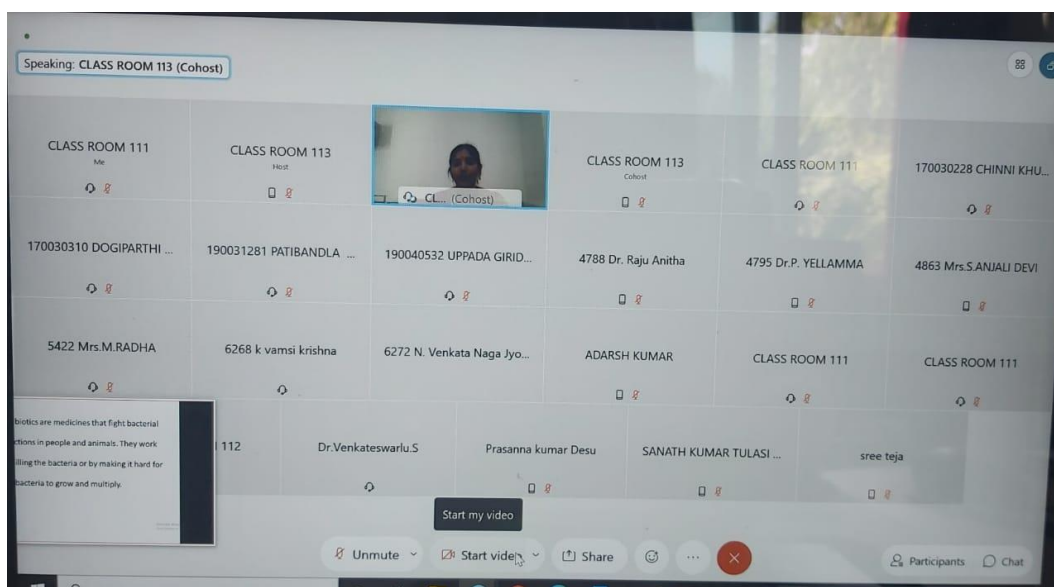 Speaking: CLASS ROOM 113 (Cohost)
CLASS ROOM 111
Me
CLASS ROOM 113
Host
CL... (Cohost)
CLASS ROOM 113
Cohost
CLASS ROOM 111
170030228 CHINNI KHU...
170030310 DOGIPARTHI ...
190031281 PATIBANDLA ...
190040532 UPPADA GIRID...
4788 Dr. Raju Anitha
4795 Dr.P. YELLAMMA
4863 Mrs.S.ANJALI DEVI
5422 Mrs.M.RADHA
6268 k vamsi krishna
6272 N. Venkata Naga Jyo...
ADARSH KUMAR
CLASS ROOM 111
CLASS ROOM 111
biotics are medicines that fight bacterial
ctions in people and animals. They work
illing the bacteria or by making it hard for
bacteria to grow and multiply.
112
Dr.Venkateswarlu.S
Prasanna kumar Desu
SANATH KUMAR TULASI ...
sree teja
Start my video
Unmute
Start video
Share
Participants
Chat